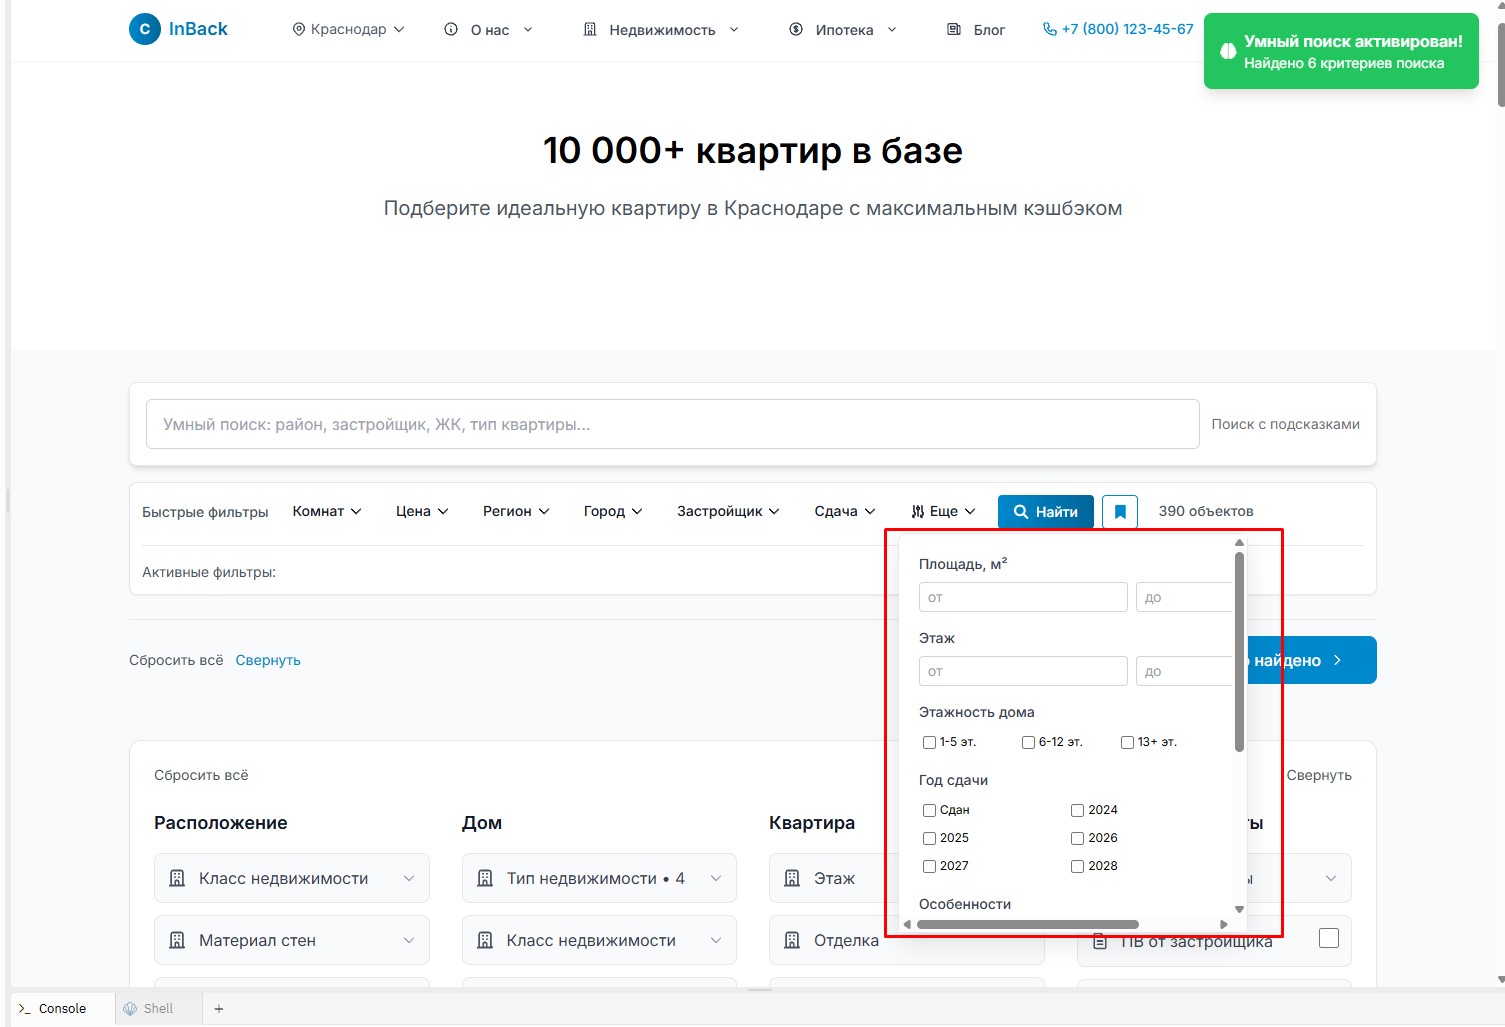 C InBack
Краснодар
О нас
Недвижимость
Ипотека
Блог
+7 (800) 123-45-67
Умный поиск активирован!
Найдено 6 критериев поиска
10 000+ квартир в базе
Подберите идеальную квартиру в Краснодаре с максимальным кэшбэком
Умный поиск: район, застройщик, ЖК, тип квартиры...
Поиск с подсказками
Быстрые фильтры
Комнат
Цена
Регион
Город
Застройщик
Сдача
Еще
Найти
390 объектов
Активные фильтры:
Площадь, м²
от
до
Этаж
от
до
Сбросить всё
Свернуть
найдено
Этажность дома
1-5 эт.
6-12 эт.
13+ эт.
Год сдачи
Сдан
2024
2025
2026
2027
2028
Особенности
Сбросить всё
Свернуть
Расположение
Дом
Квартира
ты
Класс недвижимости
Тип недвижимости • 4
Этаж
Материал стен
Класс недвижимости
Отделка
ПВ от застройщика
Console
Shell
+